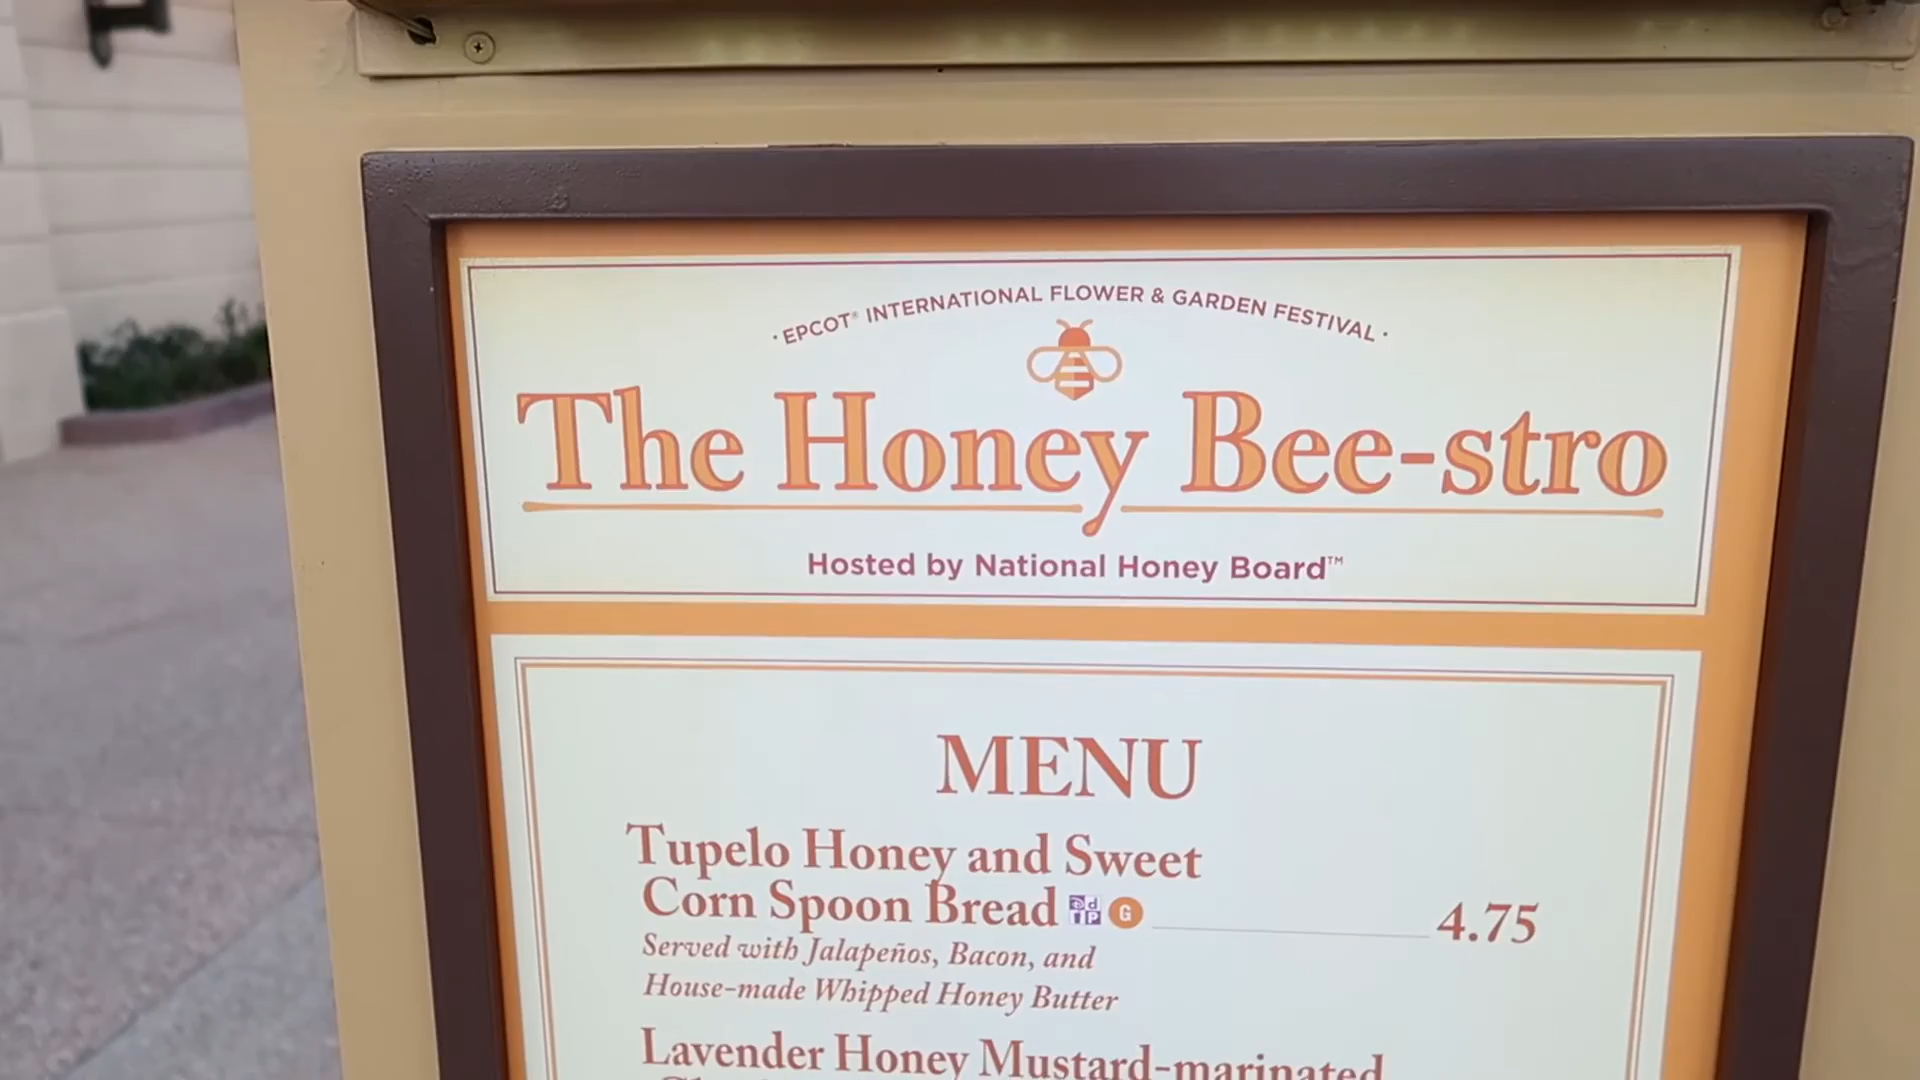 · EPCOT® INTERNATIONAL FLOWER & GARDEN FESTIVAL ·
The Honey Bee-stro
Hosted by National Honey Board™
MENU
Tupelo Honey and Sweet
Corn Spoon Bread G 4.75
Served with Jalapeños, Bacon, and
House-made Whipped Honey Butter
Lavender Honey Mustard-marinated